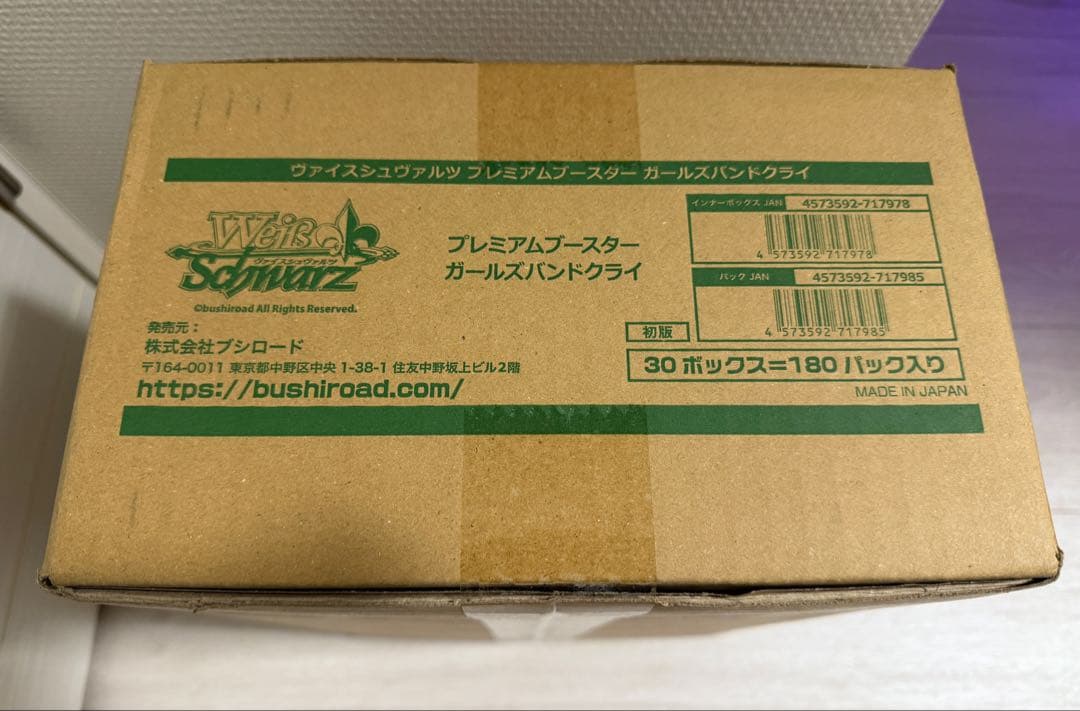 ヴァイスシュヴァルツ プレミアムブースター ガールズバンドクライ
Weiß
ヴァイスシュヴァルツ
Schwarz
©bushiroad All Rights Reserved.
発売元：
株式会社ブシロード
〒164-0011 東京都中野区中央 1-38-1 住友中野坂上ビル2階
https://bushiroad.com/
プレミアムブースター
ガールズバンドクライ
インナーボックス JAN 4573592-717978
4 573592 717978
パック JAN 4573592-717985
4 573592 717985
初版
30 ボックス=180 パック入り
MADE IN JAPAN